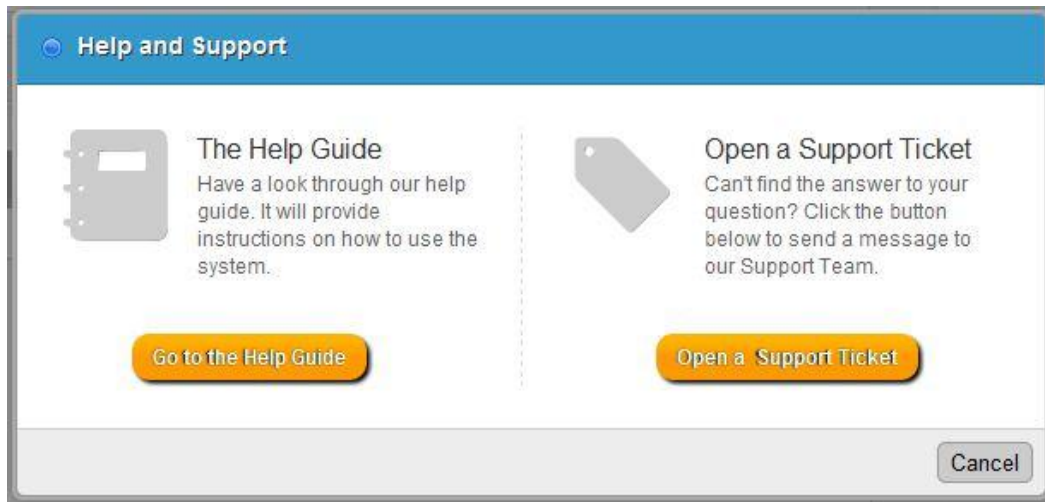 Help and Support
The Help Guide
Have a look through our help
guide. It will provide
instructions on how to use the
system.
Go to the Help Guide
Open a Support Ticket
Can't find the answer to your
question? Click the button
below to send a message to
our Support Team.
Open a Support Ticket
Cancel